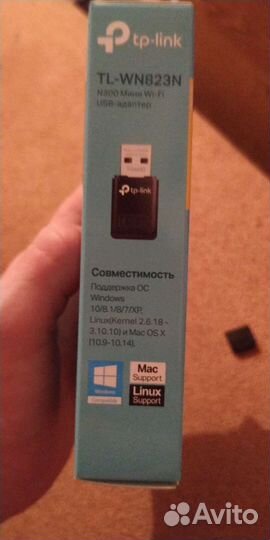 tp-link
TL-WN823N
N300 Мини Wi-Fi
USB-адаптер
tp-link
Совместимость
Поддержка ОС
Windows
10/8.1/8/7/XP,
Linux(Kernel 2.6.18 ~
3.10.10) и Mac OS X
(10.9-10.14).
Windows
Compatible
Mac
Support
Linux
Support
Avito